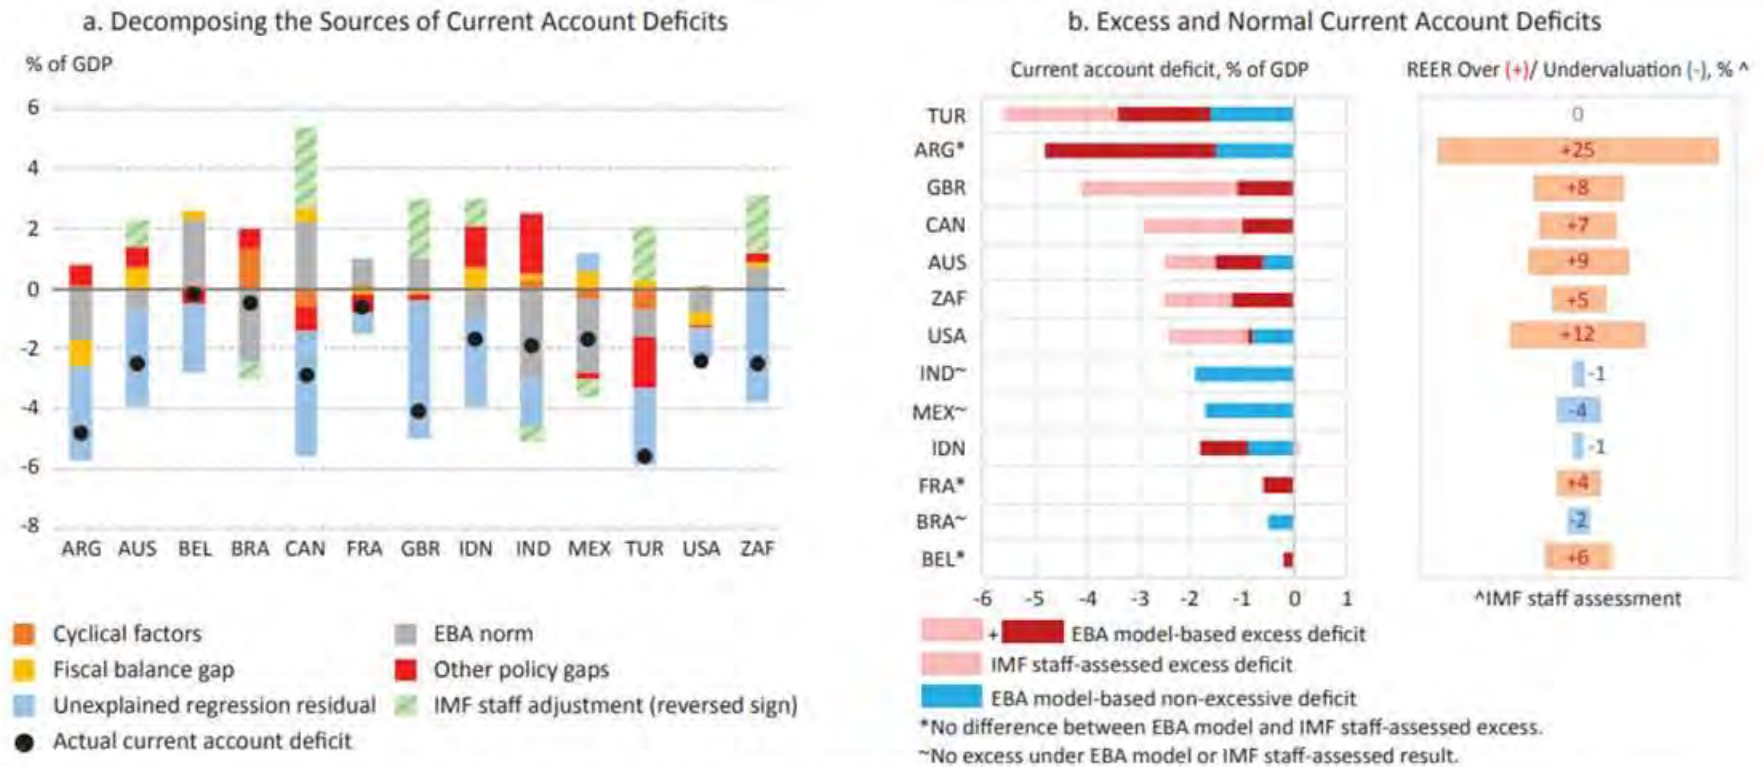 a. Decomposing the Sources of Current Account Deficits
% of GDP
6
4
2
0
-2
-4
-6
-8
ARG AUS BEL BRA CAN FRA GBR IDN IND MEX TUR USA ZAF
Cyclical factors
Fiscal balance gap
Unexplained regression residual
Actual current account deficit
EBA norm
Other policy gaps
IMF staff adjustment (reversed sign)
b. Excess and Normal Current Account Deficits
Current account deficit, % of GDP
REER Over (+)/ Undervaluation (-), % ^
TUR 0
ARG* +25
GBR +8
CAN +7
AUS +9
ZAF +5
USA +12
IND~ -1
MEX~ -4
IDN -1
FRA* +4
BRA~ -2
BEL* +6
-6 -5 -4 -3 -2 -1 0 1
^IMF staff assessment
+ EBA model-based excess deficit
IMF staff-assessed excess deficit
EBA model-based non-excessive deficit
*No difference between EBA model and IMF staff-assessed excess.
~No excess under EBA model or IMF staff-assessed result.